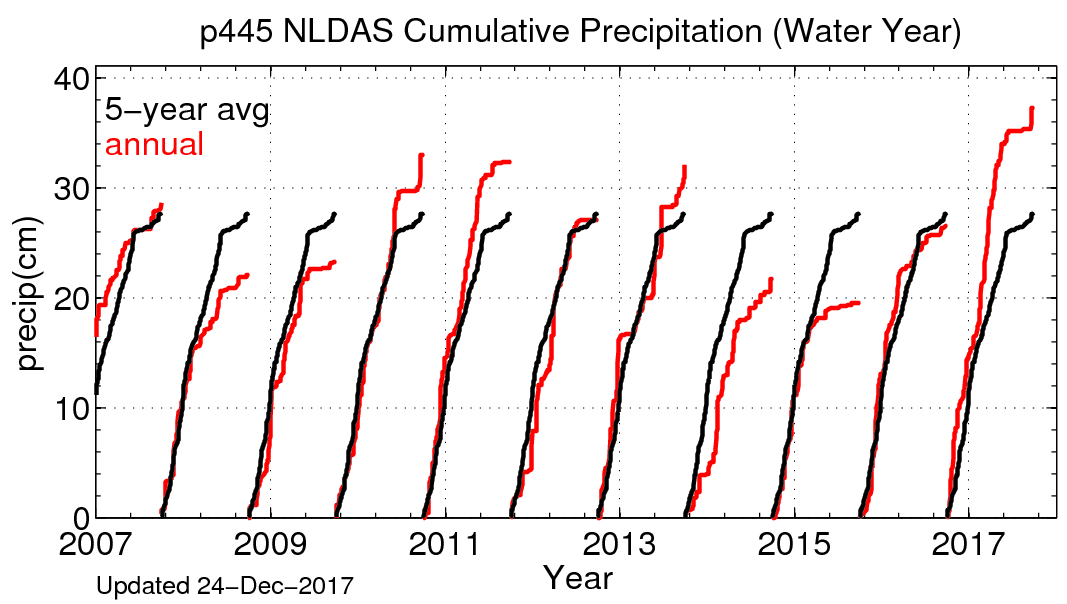 p445 NLDAS Cumulative Precipitation (Water Year)
40
5−year avg
annual
30
precip(cm)
20
10
0
2007 2009 2011 2013 2015 2017
Year
Updated 24−Dec−2017